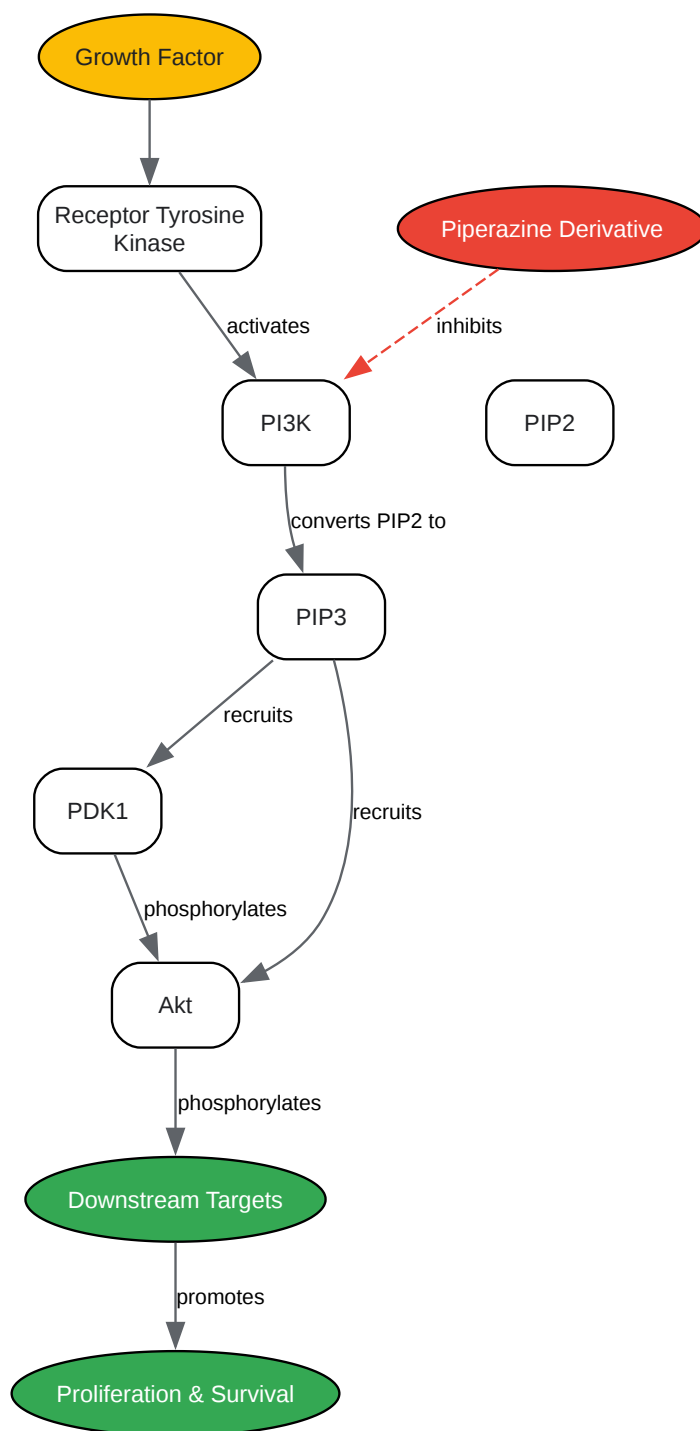 Growth Factor
Receptor Tyrosine
Kinase
Piperazine Derivative
activates
inhibits
PI3K
PIP2
converts PIP2 to
PIP3
recruits
PDK1
recruits
phosphorylates
Akt
phosphorylates
Downstream Targets
promotes
Proliferation & Survival